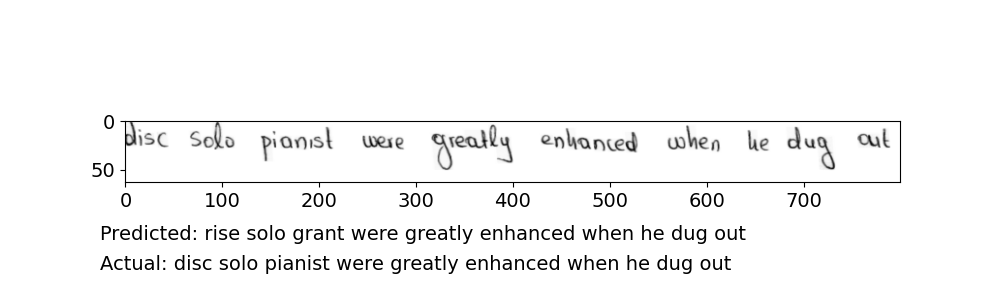 0
disc solo pianist were greatly enhanced when he dug out
50
0 100 200 300 400 500 600 700
Predicted: rise solo grant were greatly enhanced when he dug out
Actual: disc solo pianist were greatly enhanced when he dug out